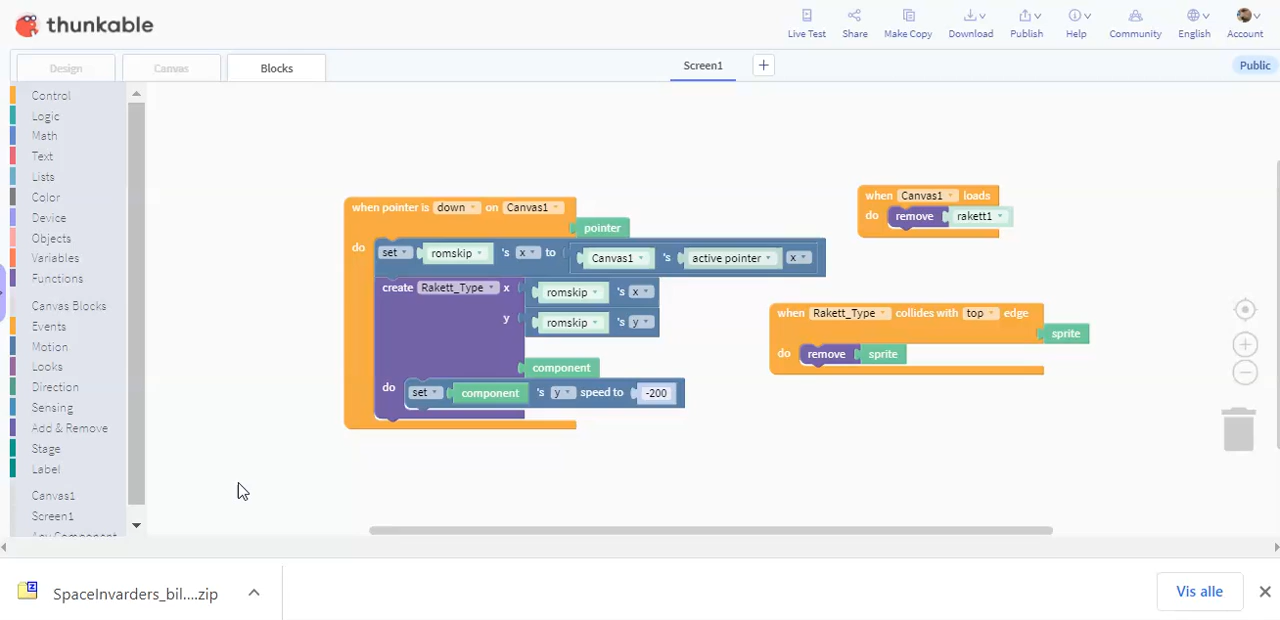 thunkable
Live Test
Share
Make Copy
Download
Publish
Help
Community
English
Account
Design
Canvas
Blocks
Screen1
+
Public
Control
Logic
Math
Text
Lists
Color
Device
Objects
Variables
Functions
Canvas Blocks
Events
Motion
Looks
Direction
Sensing
Add & Remove
Stage
Label
Canvas1
Screen1
Any Component
when pointer is down on Canvas1
pointer
do set romskip 's x to Canvas1 's active pointer x
create Rakett_Type x romskip 's x
y romskip 's y
component
do set component 's y speed to -200
when Canvas1 loads
do remove rakett1
when Rakett_Type collides with top edge
sprite
do remove sprite
SpaceInvarders_bil....zip
Vis alle